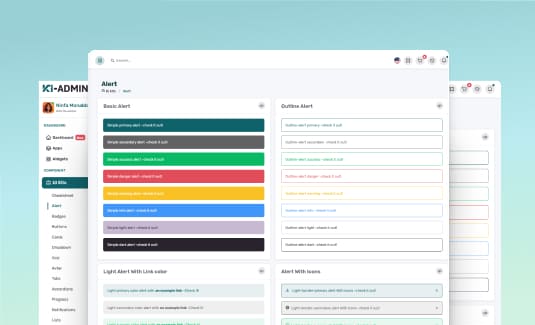 Search...
KI-ADMIN
Ninfa Monaldo
Web Developer
DASHBOARD
Dashboard
Apps
Widgets
COMPONENT
UI Kits
Cheatsheet
Alert
Badges
Buttons
Cards
Dropdown
Grid
Avtar
Tabs
Accordions
Progress
Notifications
Lists
Alert
UI Kits / Alert
Basic Alert
Simple primary alert -check it out!
Simple secondary alert -check it out!
Simple success alert -check it out!
Simple danger alert -check it out!
Simple warning alert -check it out!
Simple info alert -check it out!
Simple light alert -check it out!
Simple dark alert -check it out!
Outline Alert
Outline alert primary -check it out!
Outline alert secondary -check it out!
Outline alert success -check it out!
Outline alert danger -check it out!
Outline alert warning -check it out!
Outline alert info -check it out!
Outline alert light -check it out!
Outline alert dark -check it out!
Light Alert With Link color
Light primary color alert with an example link -Check It
Light secondary color alert with an example link -Check It
Alert With Icons
Light border primary alert With Icons -check it out!
Light border secondary alert With Icons -check it out!